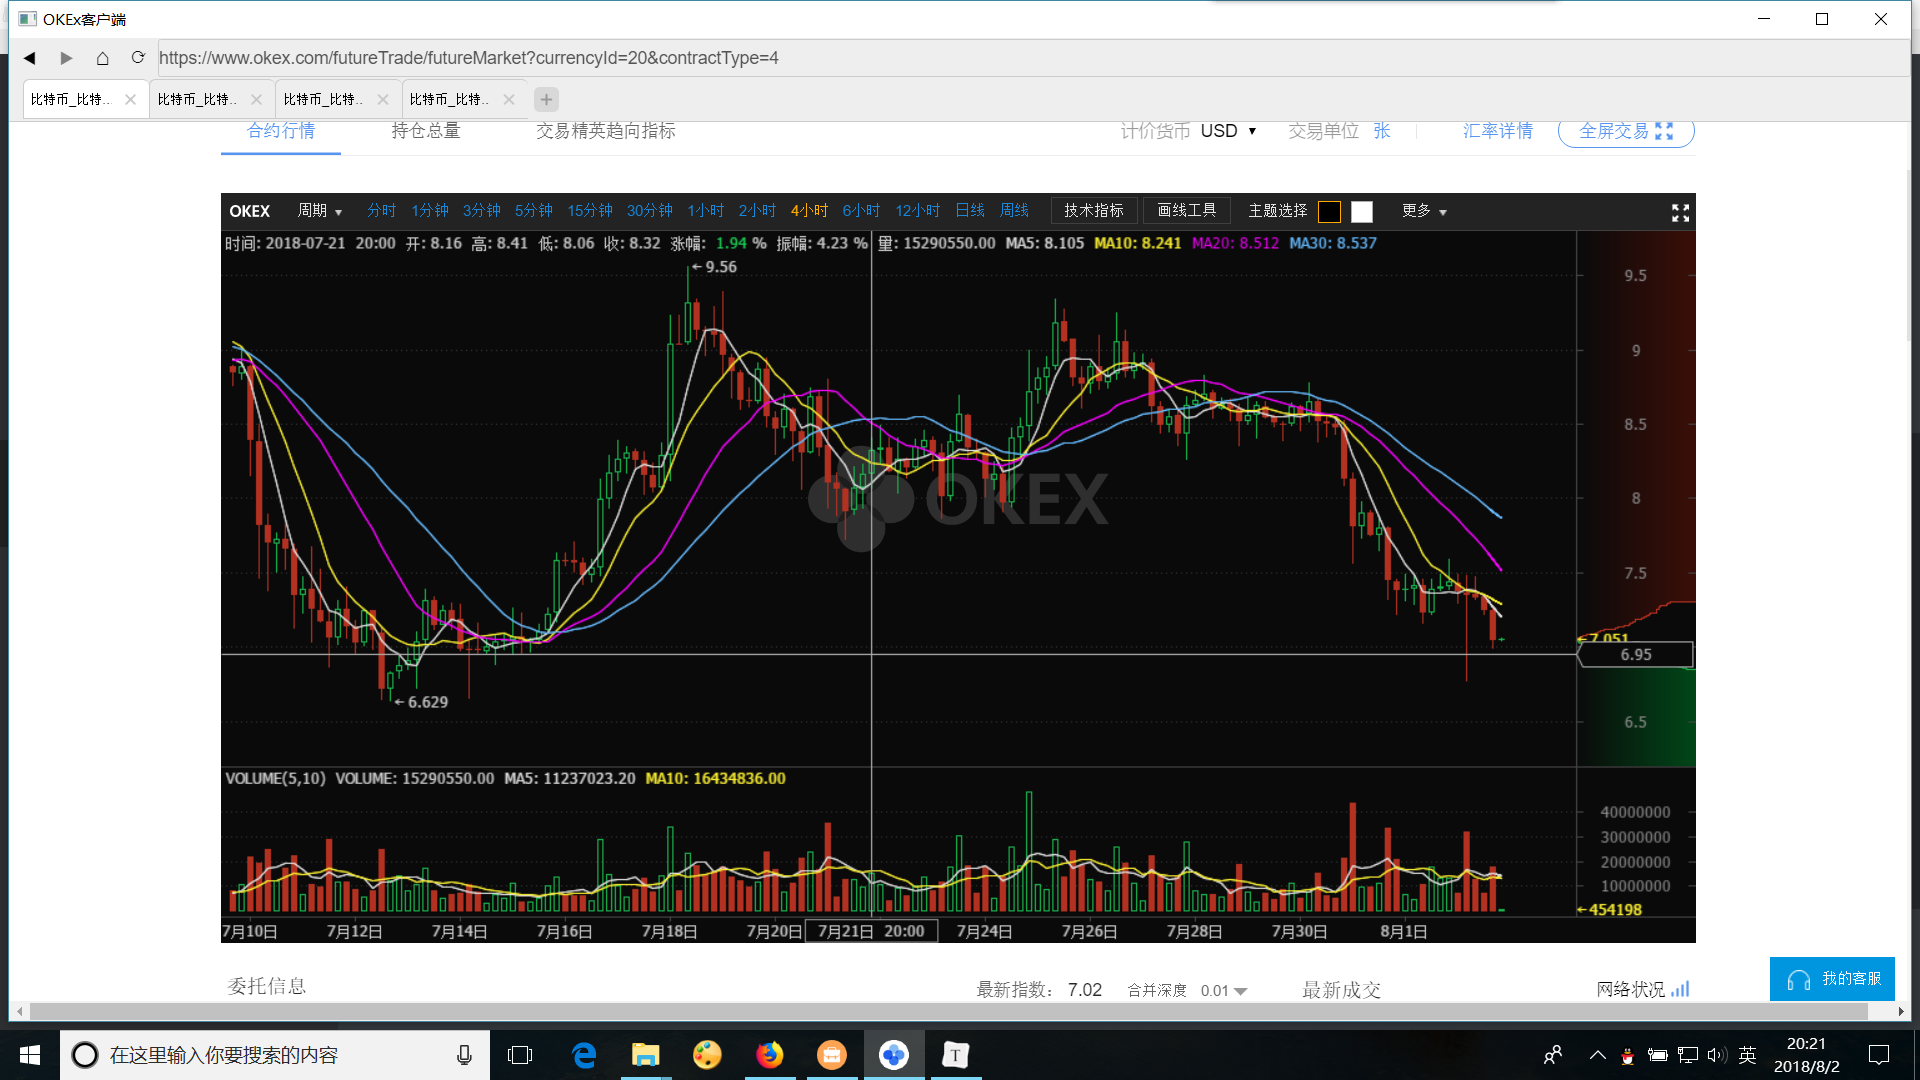 OKEx客户端
https://www.okex.com/futureTrade/futureMarket?currencyId=20&contractType=4
比特币_比特... 比特币_比特.. 比特币_比特.. 比特币_比特..
合约行情 持仓总量 交易精英趋向指标 计价货币 USD 交易单位 张 汇率详情 全屏交易
OKEX 周期 分时 1分钟 3分钟 5分钟 15分钟 30分钟 1小时 2小时 4小时 6小时 12小时 日线 周线 技术指标 画线工具 主题选择 更多
时间: 2018-07-21 20:00 开: 8.16 高: 8.41 低: 8.06 收: 8.32 涨幅: 1.94 % 振幅: 4.23 % 量: 15290550.00 MA5: 8.105 MA10: 8.241 MA20: 8.512 MA30: 8.537
9.56
9.5
9
8.5
8
OKEX
7.5
7.051
6.95
6.629
6.5
VOLUME(5,10) VOLUME: 15290550.00 MA5: 11237023.20 MA10: 16434836.00
40000000
30000000
20000000
10000000
454198
7月10日 7月12日 7月14日 7月16日 7月18日 7月20日 7月21日 20:00 7月24日 7月26日 7月28日 7月30日 8月1日
委托信息 最新指数: 7.02 合并深度 0.01 最新成交 网络状况
我的客服
在这里输入你要搜索的内容
T
英
20:21
2018/8/2